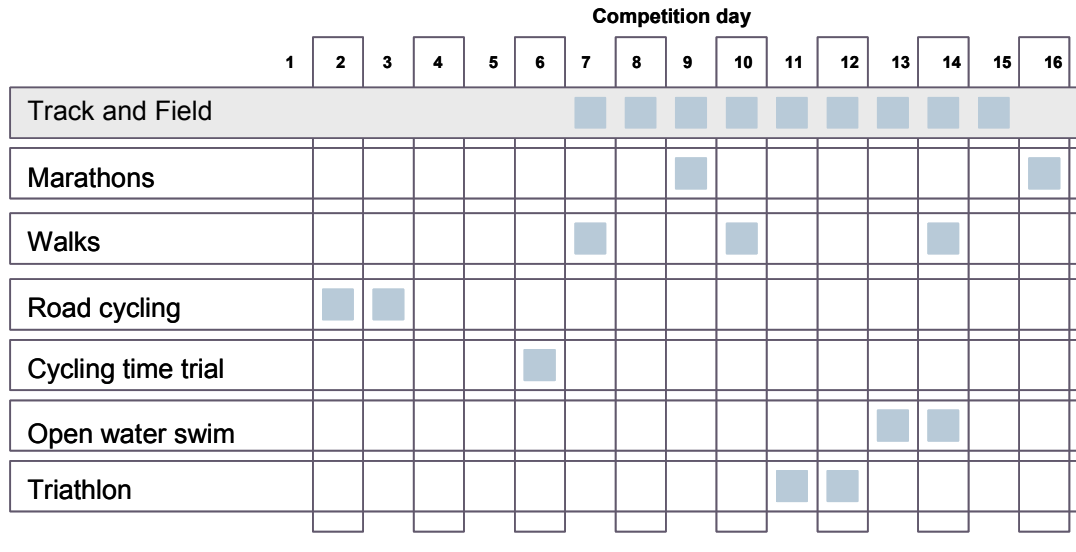 Competition day
1 2 3 4 5 6 7 8 9 10 11 12 13 14 15 16
Track and Field
Marathons
Walks
Road cycling
Cycling time trial
Open water swim
Triathlon